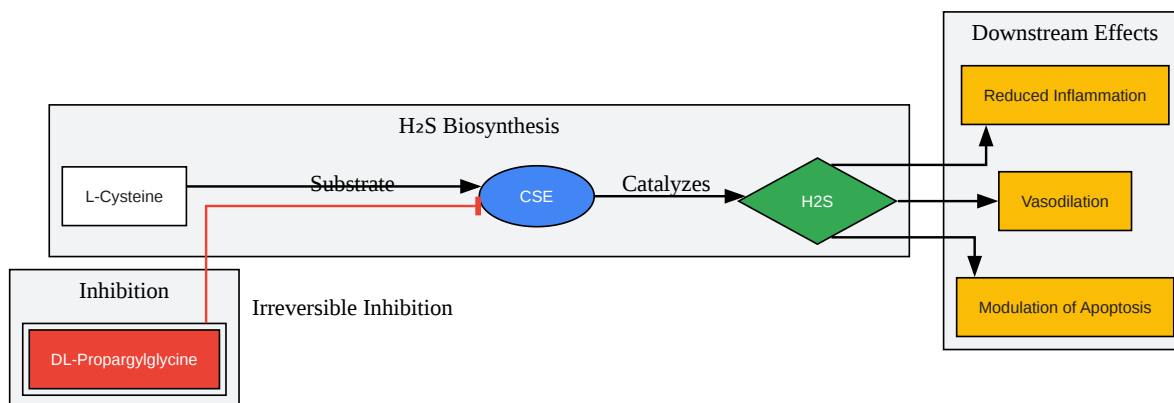 Downstream Effects
Reduced Inflammation
H₂S Biosynthesis
L-Cysteine
Substrate
CSE
Catalyzes
H2S
Vasodilation
Inhibition
Irreversible Inhibition
Modulation of Apoptosis
DL-Propargylglycine